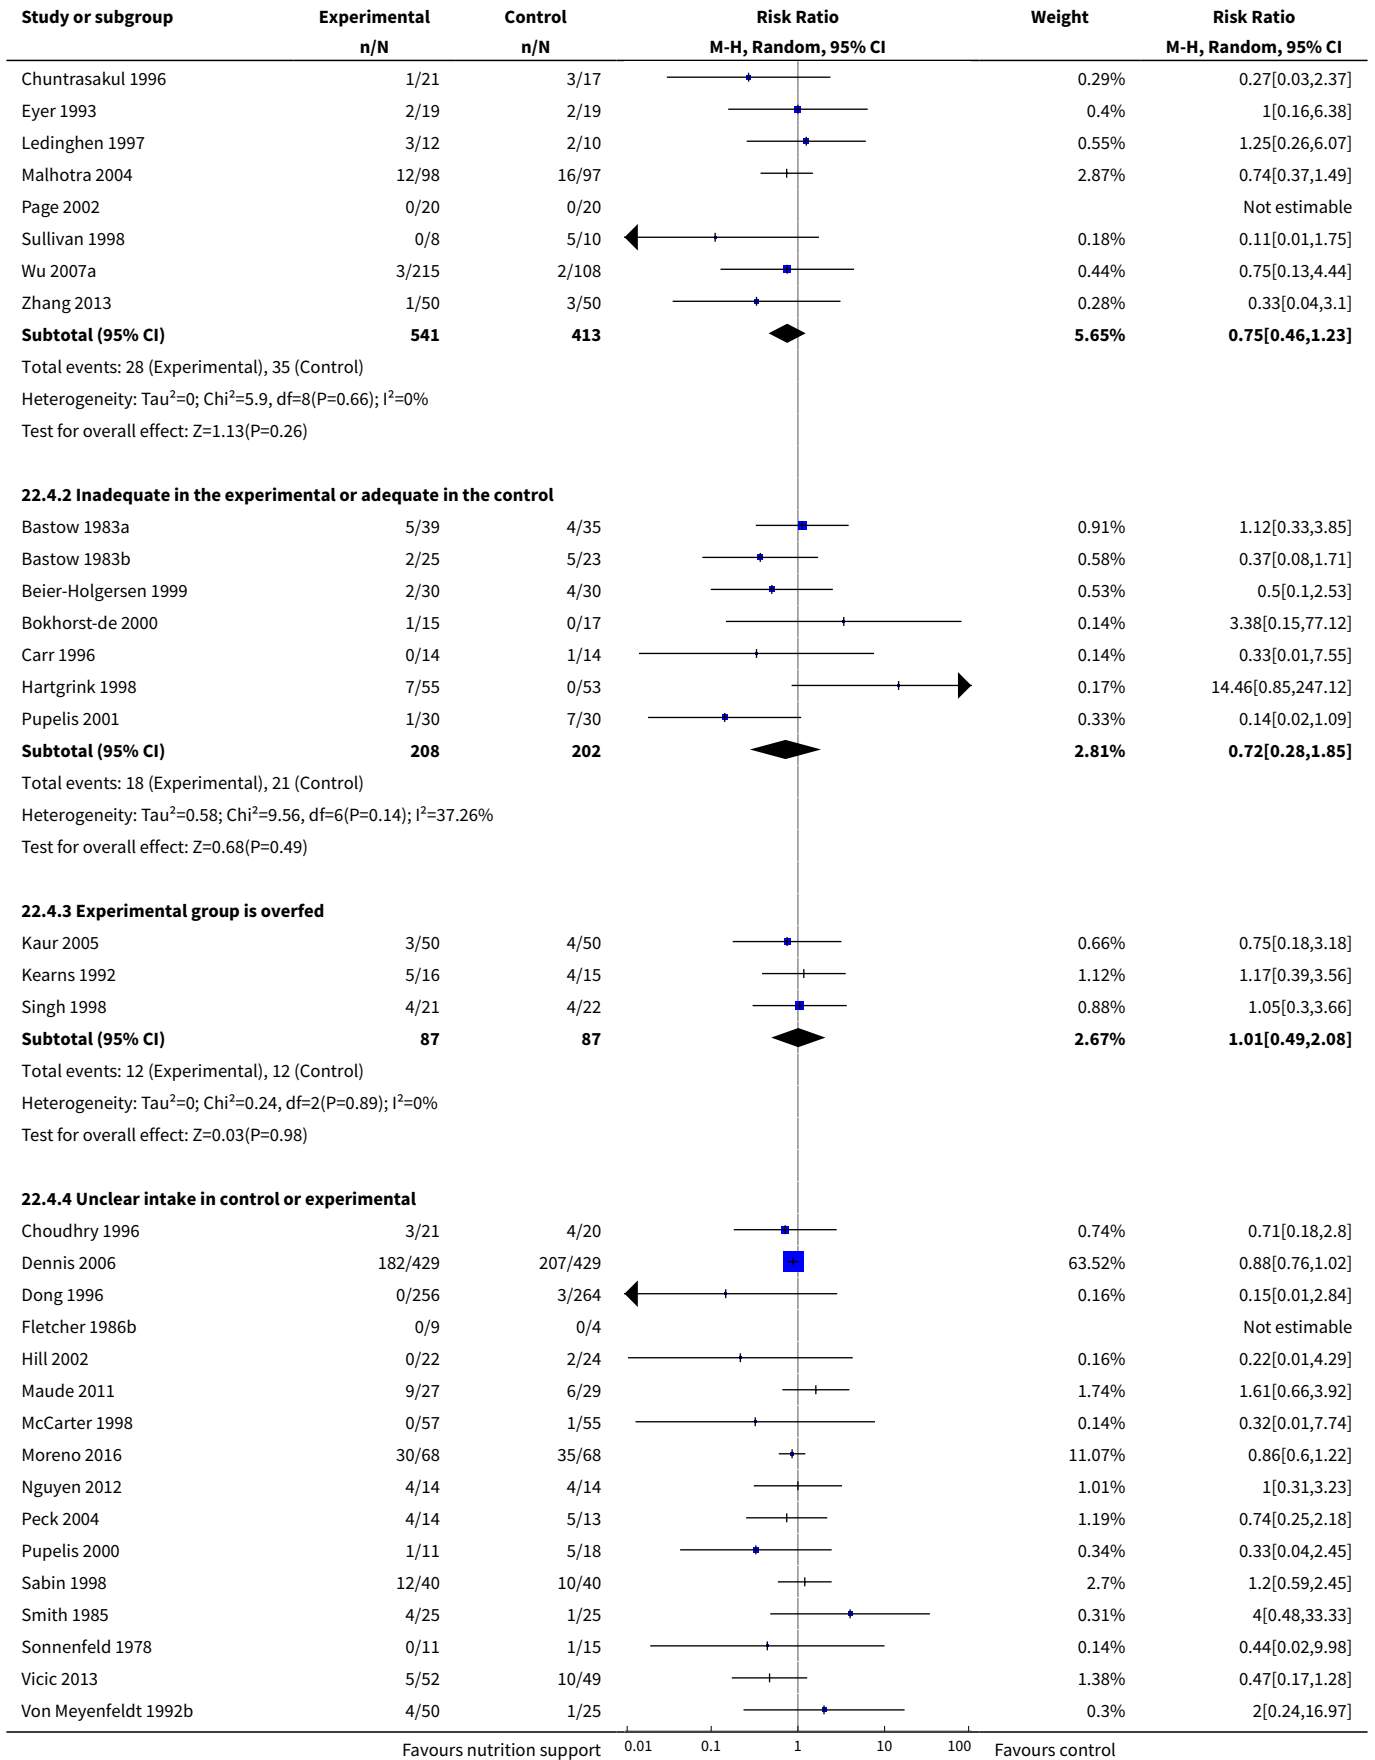 Study or subgroup Experimental Control Risk Ratio Weight Risk Ratio
n/N n/N M-H, Random, 95% CI M-H, Random, 95% CI
Chuntrasakul 1996 1/21 3/17 0.29% 0.27[0.03,2.37]
Eyer 1993 2/19 2/19 0.4% 1[0.16,6.38]
Ledinghen 1997 3/12 2/10 0.55% 1.25[0.26,6.07]
Malhotra 2004 12/98 16/97 2.87% 0.74[0.37,1.49]
Page 2002 0/20 0/20 Not estimable
Sullivan 1998 0/8 5/10 0.18% 0.11[0.01,1.75]
Wu 2007a 3/215 2/108 0.44% 0.75[0.13,4.44]
Zhang 2013 1/50 3/50 0.28% 0.33[0.04,3.1]
Subtotal (95% CI) 541 413 5.65% 0.75[0.46,1.23]
Total events: 28 (Experimental), 35 (Control)
Heterogeneity: Tau²=0; Chi²=5.9, df=8(P=0.66); I²=0%
Test for overall effect: Z=1.13(P=0.26)
22.4.2 Inadequate in the experimental or adequate in the control
Bastow 1983a 5/39 4/35 0.91% 1.12[0.33,3.85]
Bastow 1983b 2/25 5/23 0.58% 0.37[0.08,1.71]
Beier-Holgersen 1999 2/30 4/30 0.53% 0.5[0.1,2.53]
Bokhorst-de 2000 1/15 0/17 0.14% 3.38[0.15,77.12]
Carr 1996 0/14 1/14 0.14% 0.33[0.01,7.55]
Hartgrink 1998 7/55 0/53 0.17% 14.46[0.85,247.12]
Pupelis 2001 1/30 7/30 0.33% 0.14[0.02,1.09]
Subtotal (95% CI) 208 202 2.81% 0.72[0.28,1.85]
Total events: 18 (Experimental), 21 (Control)
Heterogeneity: Tau²=0.58; Chi²=9.56, df=6(P=0.14); I²=37.26%
Test for overall effect: Z=0.68(P=0.49)
22.4.3 Experimental group is overfed
Kaur 2005 3/50 4/50 0.66% 0.75[0.18,3.18]
Kearns 1992 5/16 4/15 1.12% 1.17[0.39,3.56]
Singh 1998 4/21 4/22 0.88% 1.05[0.3,3.66]
Subtotal (95% CI) 87 87 2.67% 1.01[0.49,2.08]
Total events: 12 (Experimental), 12 (Control)
Heterogeneity: Tau²=0; Chi²=0.24, df=2(P=0.89); I²=0%
Test for overall effect: Z=0.03(P=0.98)
22.4.4 Unclear intake in control or experimental
Choudhry 1996 3/21 4/20 0.74% 0.71[0.18,2.8]
Dennis 2006 182/429 207/429 63.52% 0.88[0.76,1.02]
Dong 1996 0/256 3/264 0.16% 0.15[0.01,2.84]
Fletcher 1986b 0/9 0/4 Not estimable
Hill 2002 0/22 2/24 0.16% 0.22[0.01,4.29]
Maude 2011 9/27 6/29 1.74% 1.61[0.66,3.92]
McCarter 1998 0/57 1/55 0.14% 0.32[0.01,7.74]
Moreno 2016 30/68 35/68 11.07% 0.86[0.6,1.22]
Nguyen 2012 4/14 4/14 1.01% 1[0.31,3.23]
Peck 2004 4/14 5/13 1.19% 0.74[0.25,2.18]
Pupelis 2000 1/11 5/18 0.34% 0.33[0.04,2.45]
Sabin 1998 12/40 10/40 2.7% 1.2[0.59,2.45]
Smith 1985 4/25 1/25 0.31% 4[0.48,33.33]
Sonnenfeld 1978 0/11 1/15 0.14% 0.44[0.02,9.98]
Vicic 2013 5/52 10/49 1.38% 0.47[0.17,1.28]
Von Meyenfeldt 1992b 4/50 1/25 0.3% 2[0.24,16.97]
Favours nutrition support 0.01 0.1 1 10 100 Favours control